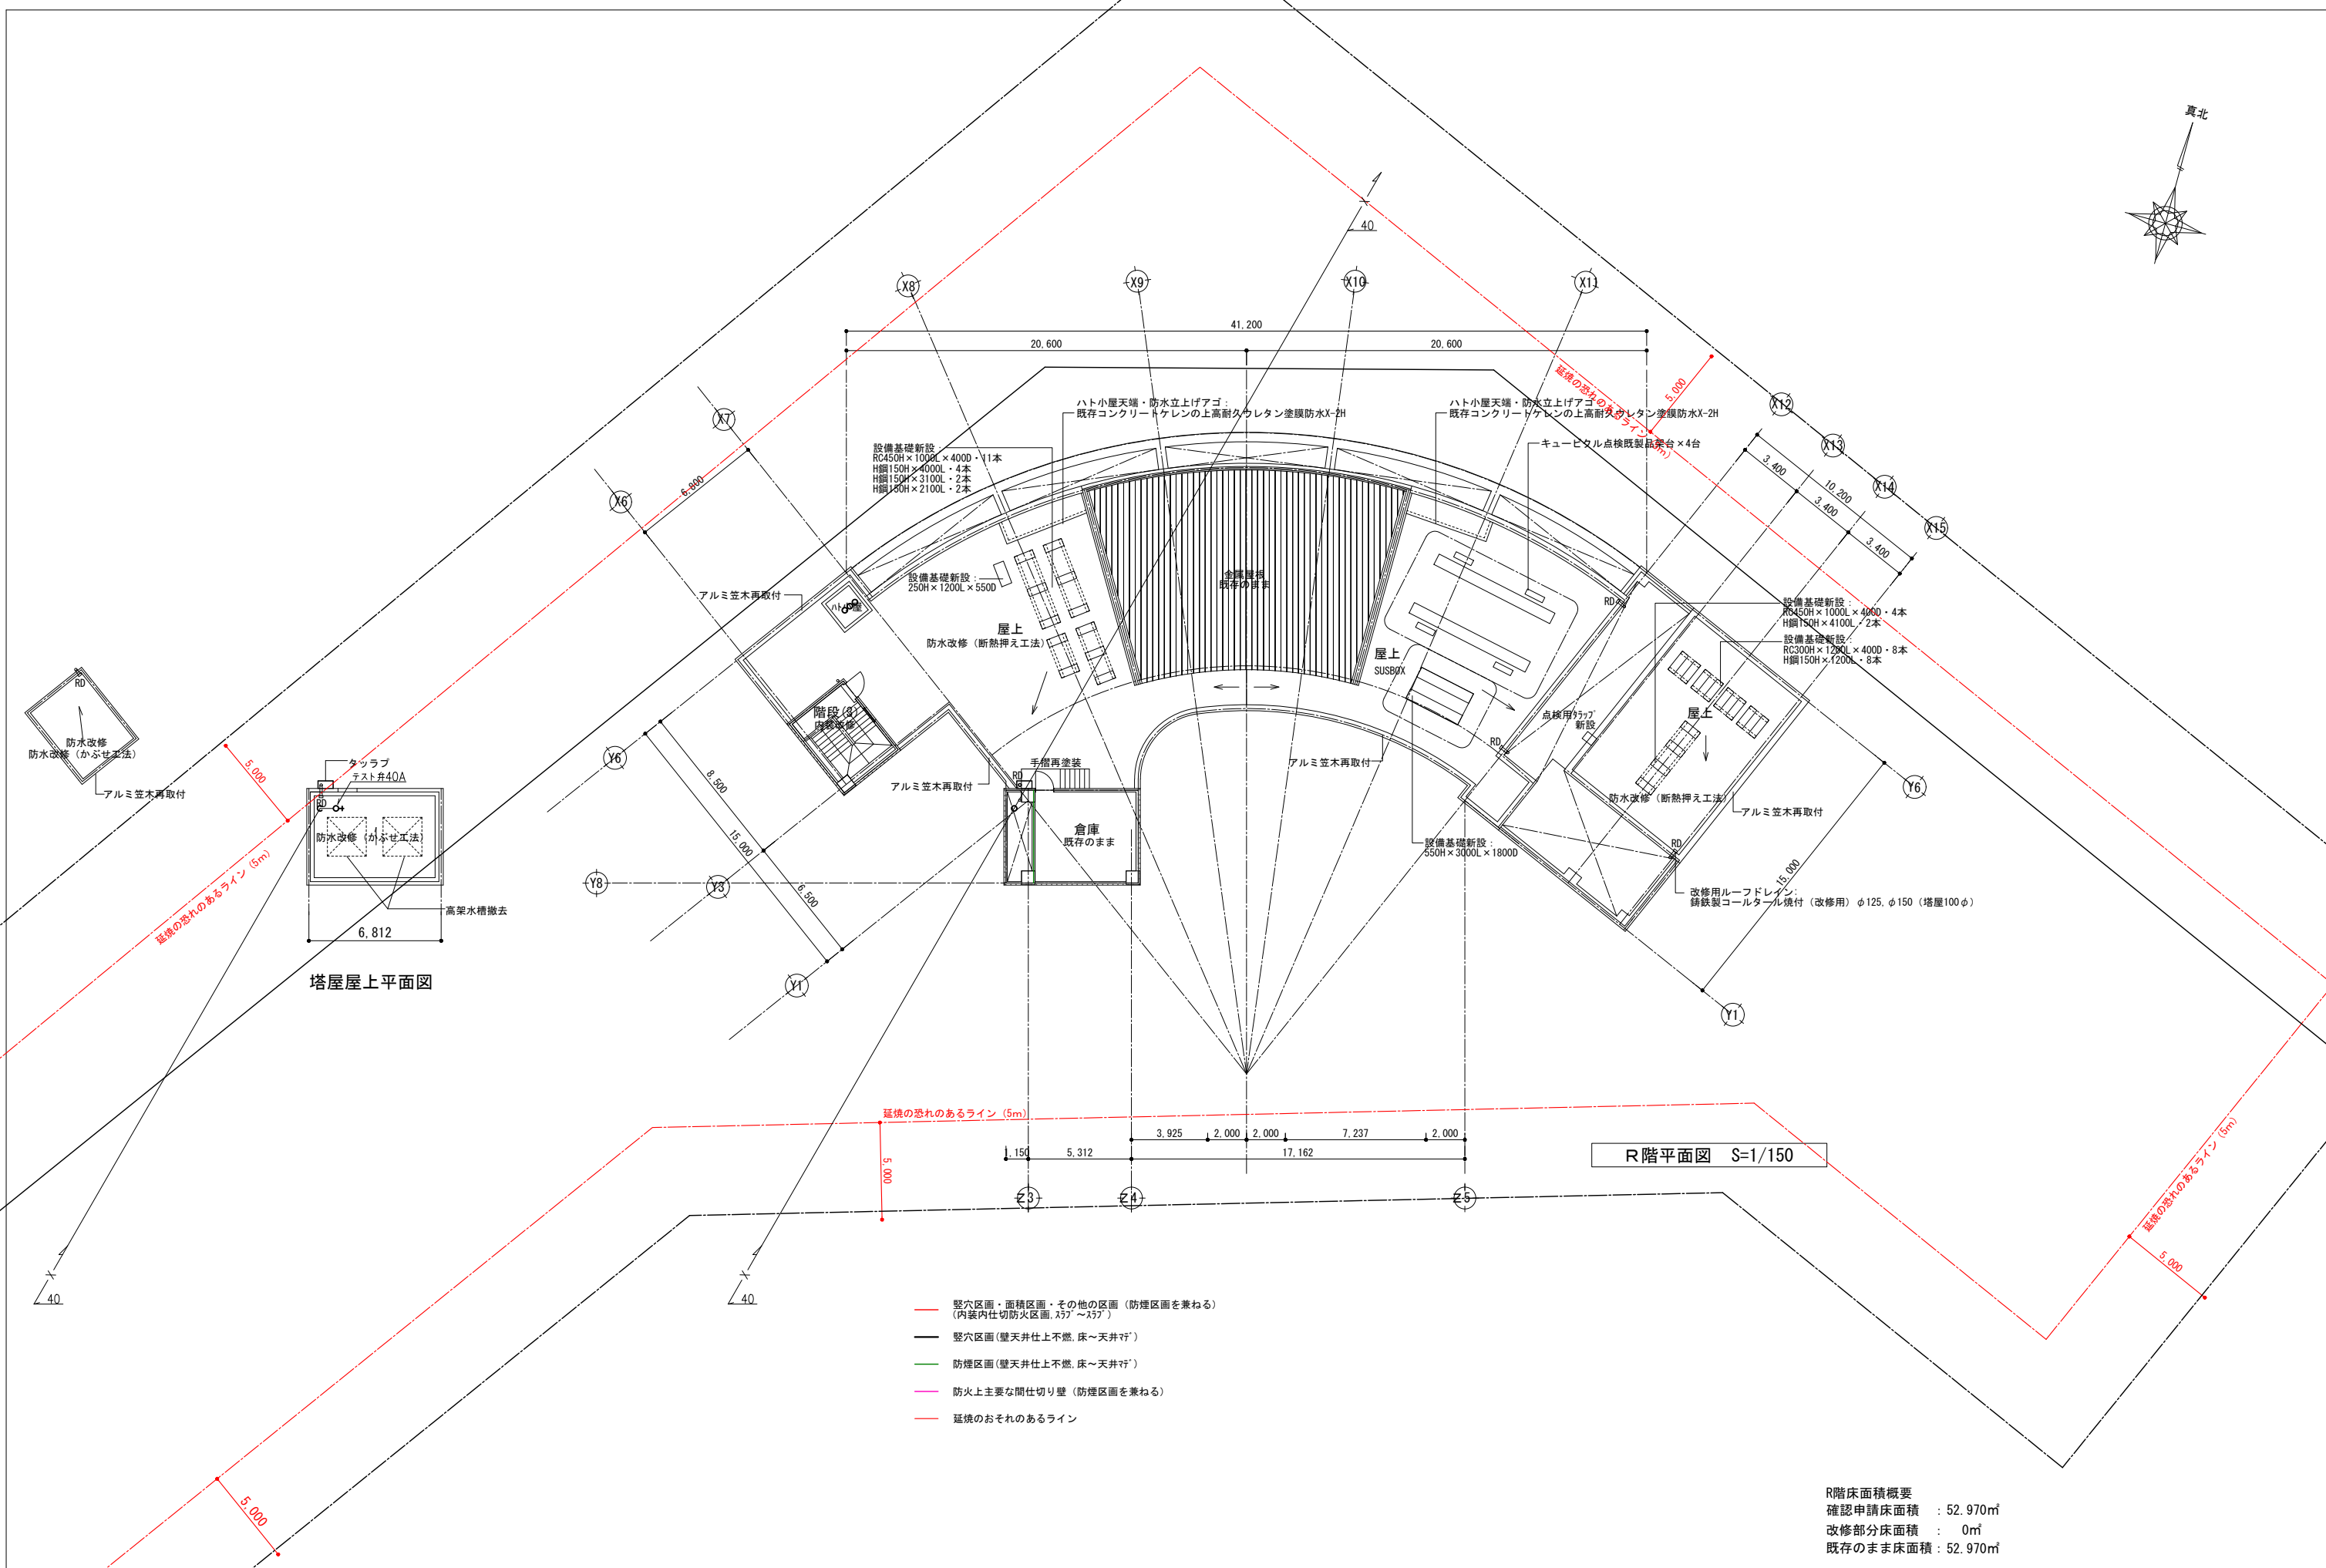 真北
40
X8
X9
X10
X11
41,200
20,600
20,600
X7
X6
6,800
X12
X13
X14
X15
延焼の恐れのあるライン (5m)
5,000
3,400
10,200
3,400
3,400
ハト小屋天端・防水立上げアゴ：
既存コンクリートケレンの上高耐久ウレタン塗膜防水X-2H
ハト小屋天端・防水立上げアゴ：
既存コンクリートケレンの上高耐久ウレタン塗膜防水X-2H
キュービクル点検既製品架台×4台
設備基礎新設：
RC450H×1000L×400D・11本
H鋼150H×4000L・4本
H鋼150H×3100L・2本
H鋼150H×2100L・2本
設備基礎新設：
250H×1200L×550D
アルミ笠木再取付
ハト小屋
金属屋根
既存のまま
屋上
防水改修（断熱押え工法）
屋上
SUSBOX
RD
設備基礎新設：
RC450H×1000L×400D・4本
H鋼150H×4100L・2本
設備基礎新設：
RC300H×1200L×400D・8本
H鋼150H×1200L・8本
階段(3)
内装改修
点検用ﾀﾗｯﾌﾟ
新設
屋上
RD
RD
防水改修
防水改修（かぶせ工法）
アルミ笠木再取付
5,000
タッラプ
テスト弁40A
RD
防水改修（かぶせ工法）
高架水槽撤去
6,812
塔屋屋上平面図
延焼の恐れのあるライン (5m)
Y6
8,500
15,000
6,500
Y8
Y3
Y1
アルミ笠木再取付
RD
手摺再塗装
倉庫
既存のまま
アルミ笠木再取付
設備基礎新設：
550H×3000L×1800D
防水改修（断熱押え工法）
アルミ笠木再取付
RD
改修用ルーフドレイン：
鋳鉄製コールタール焼付（改修用）φ125,φ150（塔屋100φ）
15,000
Y6
Y1
延焼の恐れのあるライン (5m)
5,000
3,925
2,000
2,000
7,237
2,000
1,150
5,312
17,162
Z3
Z4
Z5
R階平面図 S=1/150
延焼の恐れのあるライン (5m)
5,000
40
40
5,000
竪穴区画・面積区画・その他の区画（防煙区画を兼ねる）
(内装内仕切防火区画,ｽﾗﾌﾞ～ｽﾗﾌﾞ)
竪穴区画(壁天井仕上不燃,床～天井ﾏﾃﾞ)
防煙区画(壁天井仕上不燃,床～天井ﾏﾃﾞ)
防火上主要な間仕切り壁（防煙区画を兼ねる）
延焼のおそれのあるライン
R階床面積概要
確認申請床面積 : 52.970㎡
改修部分床面積 : 0㎡
既存のまま床面積 : 52.970㎡